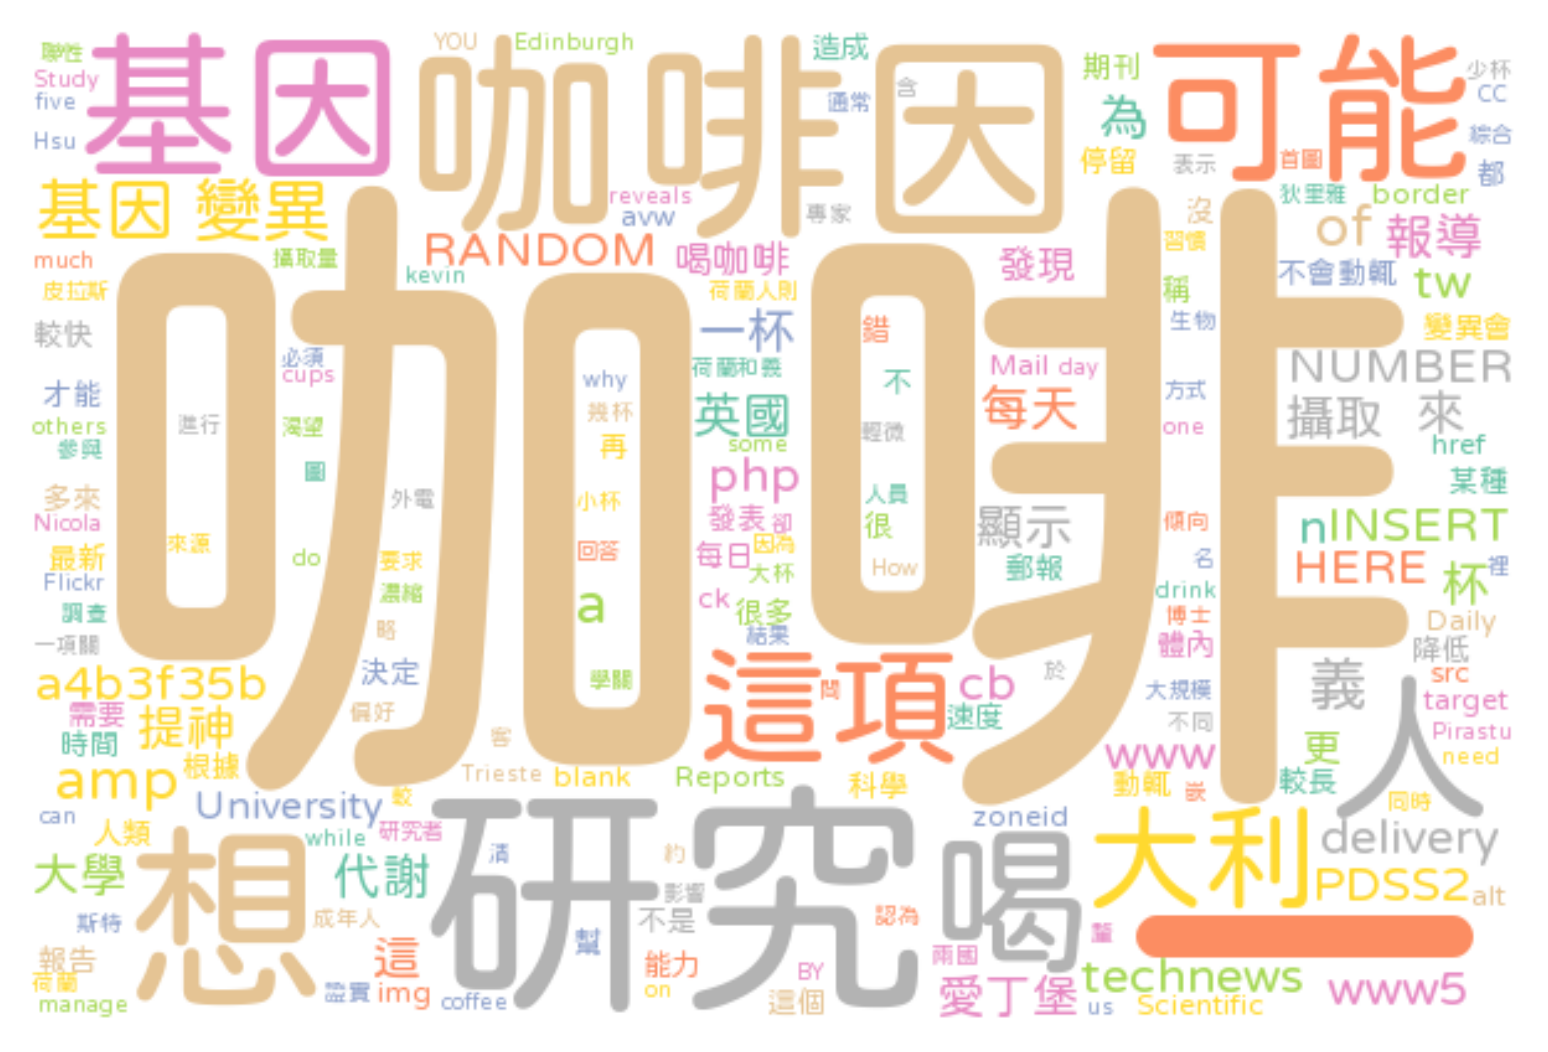 聯性
Study
five
Hsu
基因
YOU
Edinburgh
咖啡因
造成
通常
含
期刊
為
停留
表示
可能
首圖
少杯
CC
綜合
都
狄里雅
border
基因
變異
reveals
avw
專家
RANDOM
kevin
喝咖啡
荷蘭人則
發現
沒
習慣
稱
of
報導
不會動輒
tw
much
皮拉斯
攝取量
咖啡
較快
必須
cups
一杯
錯
生物
變異會
荷蘭和義
Mail
day
NUMBER
才能
why
不
方式
others
參與
進行
渴望
幾杯
再
英國
some
輕微
每天
one
攝取
來
href
圖
外電
小杯
php
人員
很
某種
多來
Nicola
來源
發表
卻
顯示
傾向
nINSERT
最新
Flickr
do
要求
回答
每日
因為
大杯
How
郵報
名
HERE
杯
裡
調查
濃縮
a
ck
很多
結果
drink
博士
體內
Daily
一項關
略
決定
學關
這項
問
cb
於
大規模
降低
義
src
target
a4b3f35b
需要
提神
時間
偏好
客
速度
不同
www
更
Pirastu
need
人
amp
根據
Trieste
blank
Reports
科學
動輒
嵌
較長
同時
can
University
較
人類
while
研究者
研究
zoneid
大利
delivery
大學
想
代謝
清
約
影響
喝
PDSS2
alt
斯特
成年人
不是
認為
報告
荷蘭
manage
證實
這
img
coffee
幫
能力
on
BY
這個
兩國
愛丁堡
technews
us
Scientific
www5